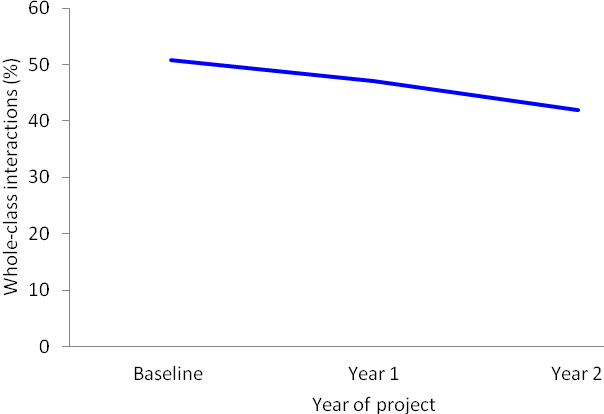 Whole-class interactions (%)
60
50
40
30
20
10
0
Baseline Year 1 Year 2
Year of project